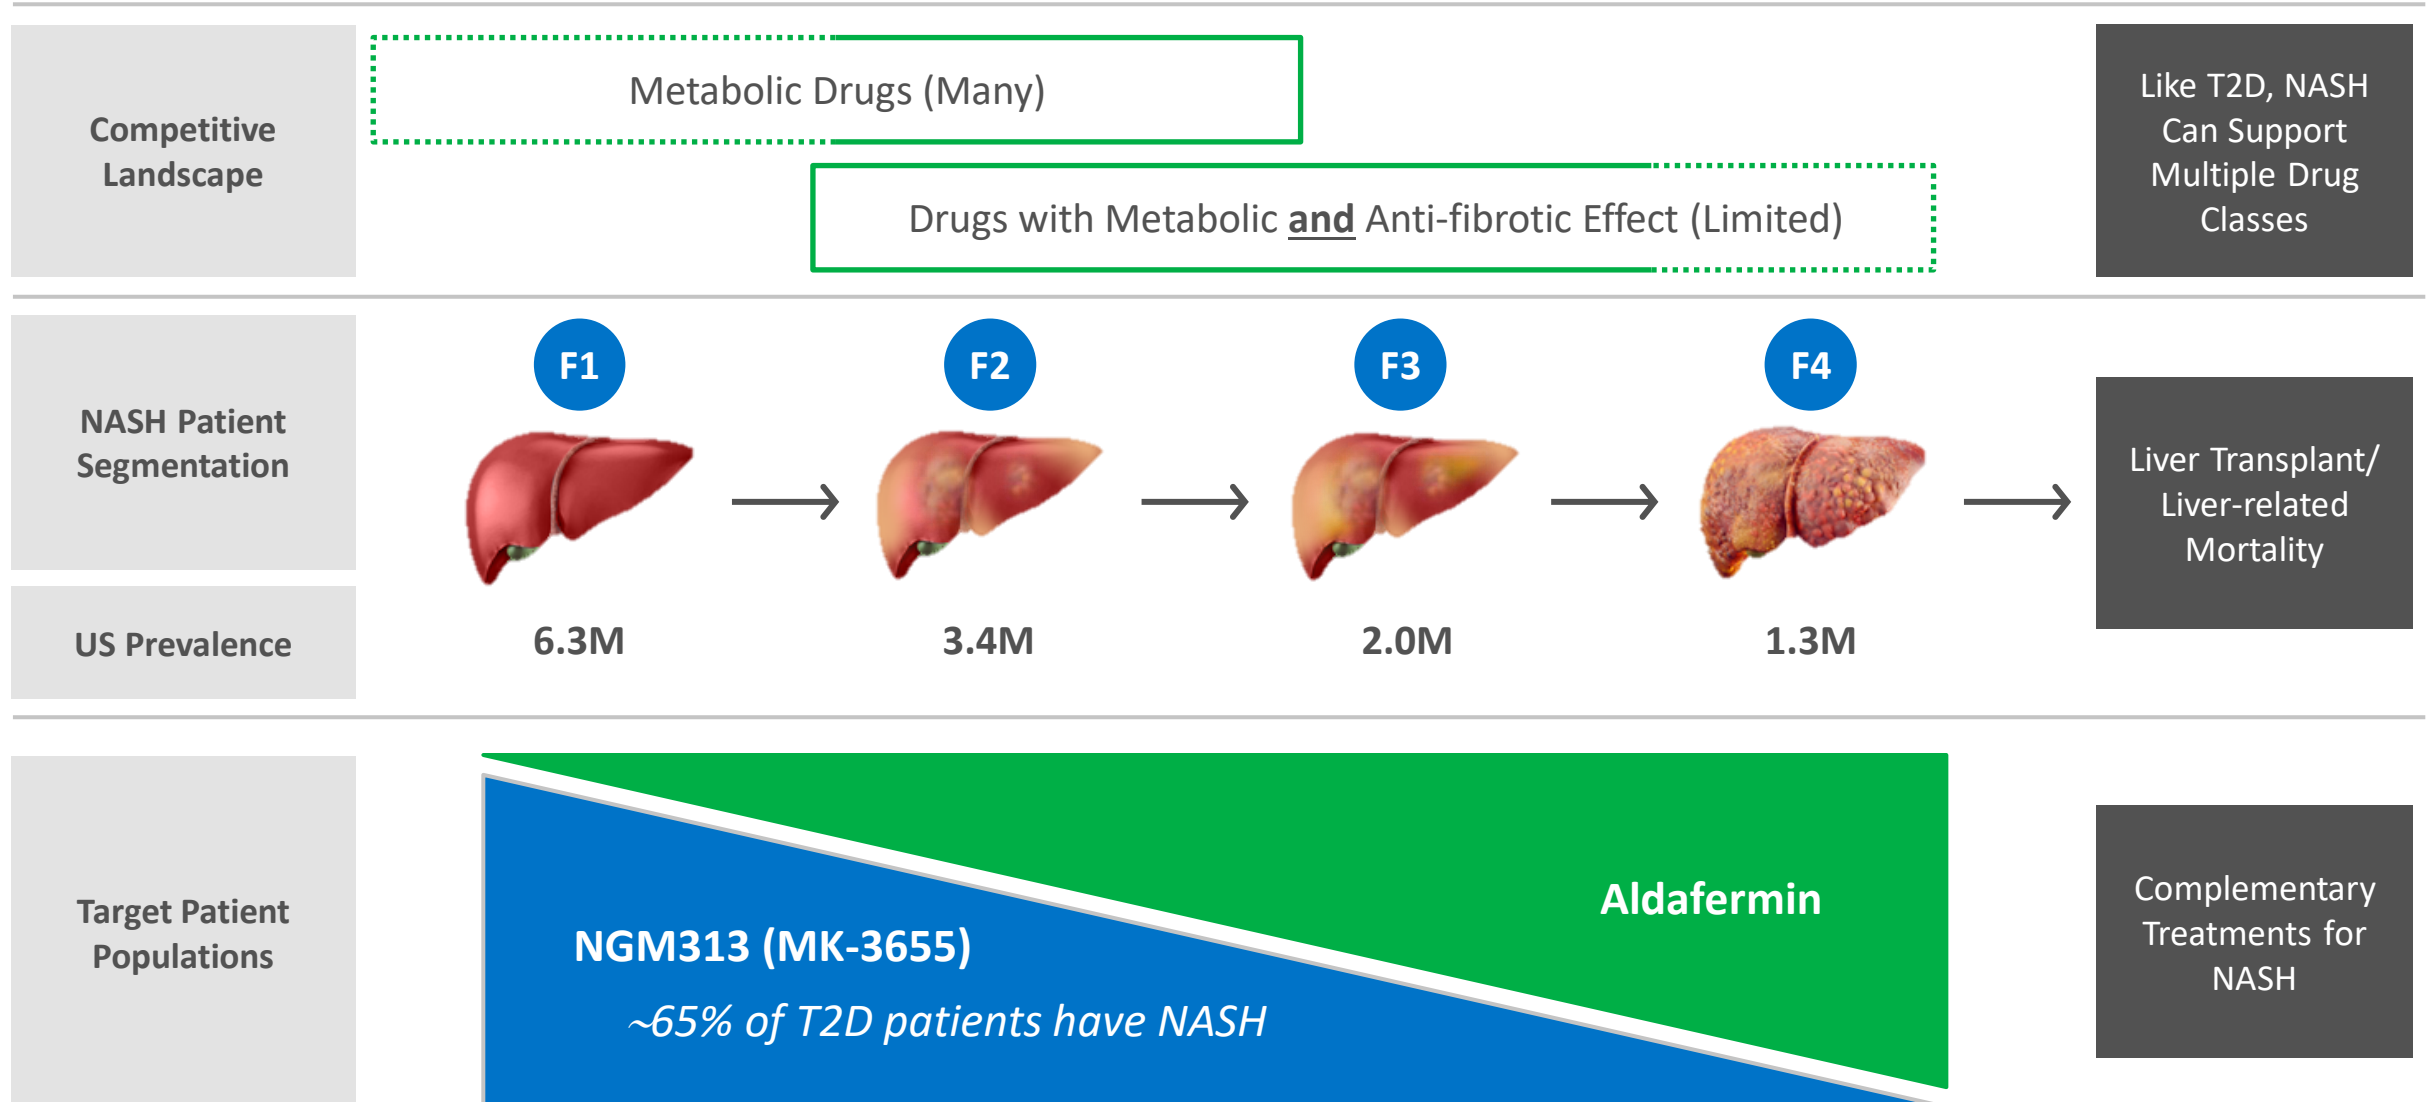 Competitive
Landscape
Metabolic Drugs (Many)
Drugs with Metabolic and Anti-fibrotic Effect (Limited)
Like T2D, NASH
Can Support
Multiple Drug
Classes
NASH Patient
Segmentation
F1
F2
F3
F4
Liver Transplant/
Liver-related
Mortality
US Prevalence
6.3M
3.4M
2.0M
1.3M
Target Patient
Populations
NGM313 (MK-3655)
~65% of T2D patients have NASH
Aldafermin
Complementary
Treatments for
NASH